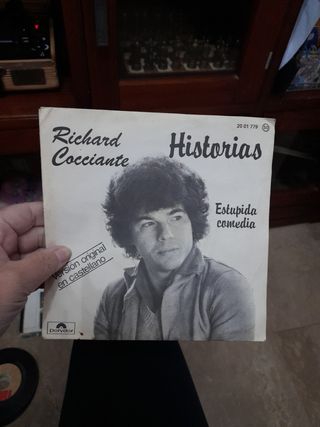 20 01 779
Richard
Cocciante
Historias
Estupida
comedia
versión original
en castellano
Polydor